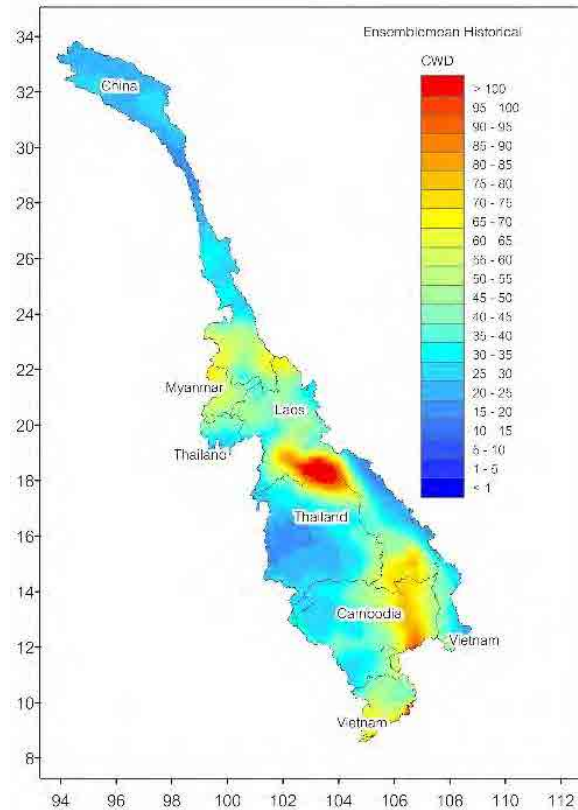 Ensemblemean Historical
CWD
> 100
95 - 100
90 - 95
85 - 90
80 - 85
75 - 80
70 - 75
65 - 70
60 - 65
55 - 60
50 - 55
45 - 50
40 - 45
35 - 40
30 - 35
25 - 30
20 - 25
15 - 20
10 - 15
5 - 10
1 - 5
< 1
34
32
30
28
26
24
22
20
18
16
14
12
10
8
China
Myanmar
Laos
Thailand
Thailand
Cambodia
Vietnam
Vietnam
94 96 98 100 102 104 106 108 110 112